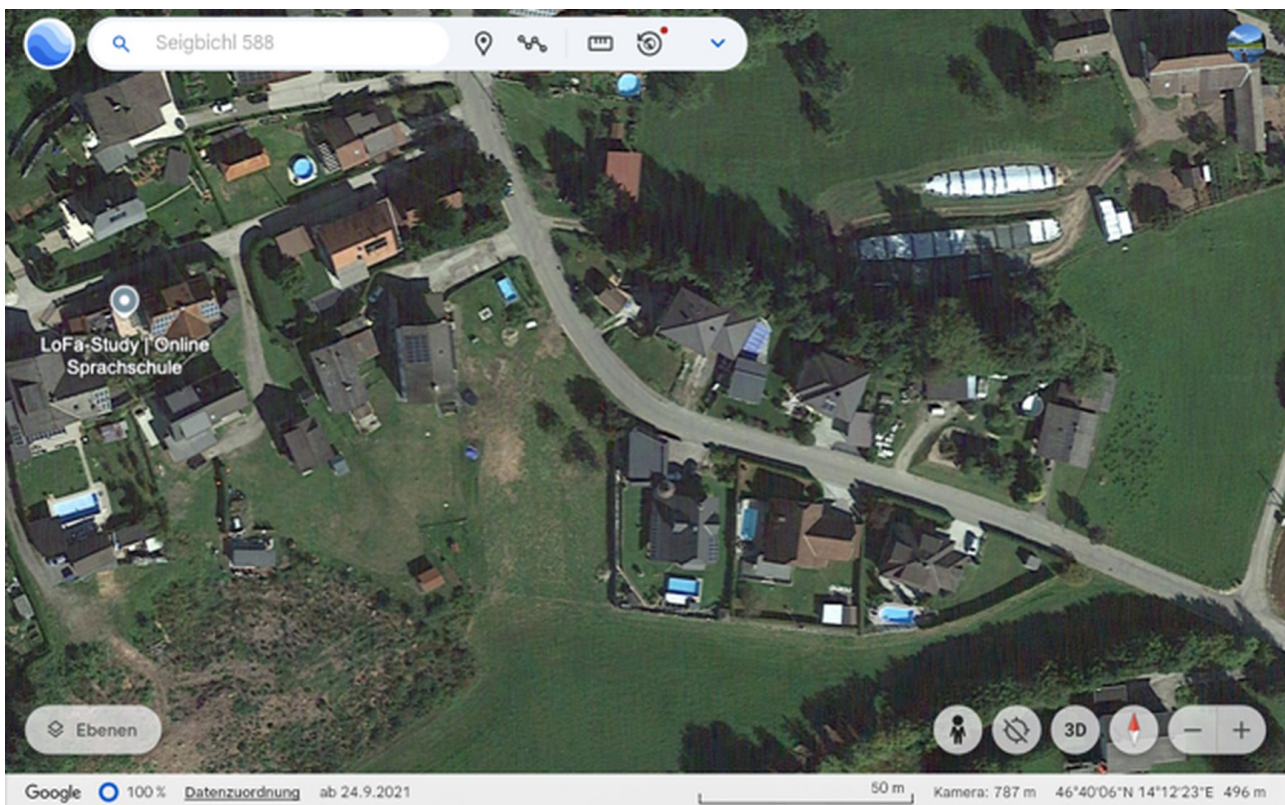 Seigbichl 588
LoFa-Study | Online
Sprachschule
Ebenen
3D
Google
100 %
Datenzuordnung
ab 24.9.2021
50 m
Kamera: 787 m
46°40'06"N 14°12'23"E
496 m